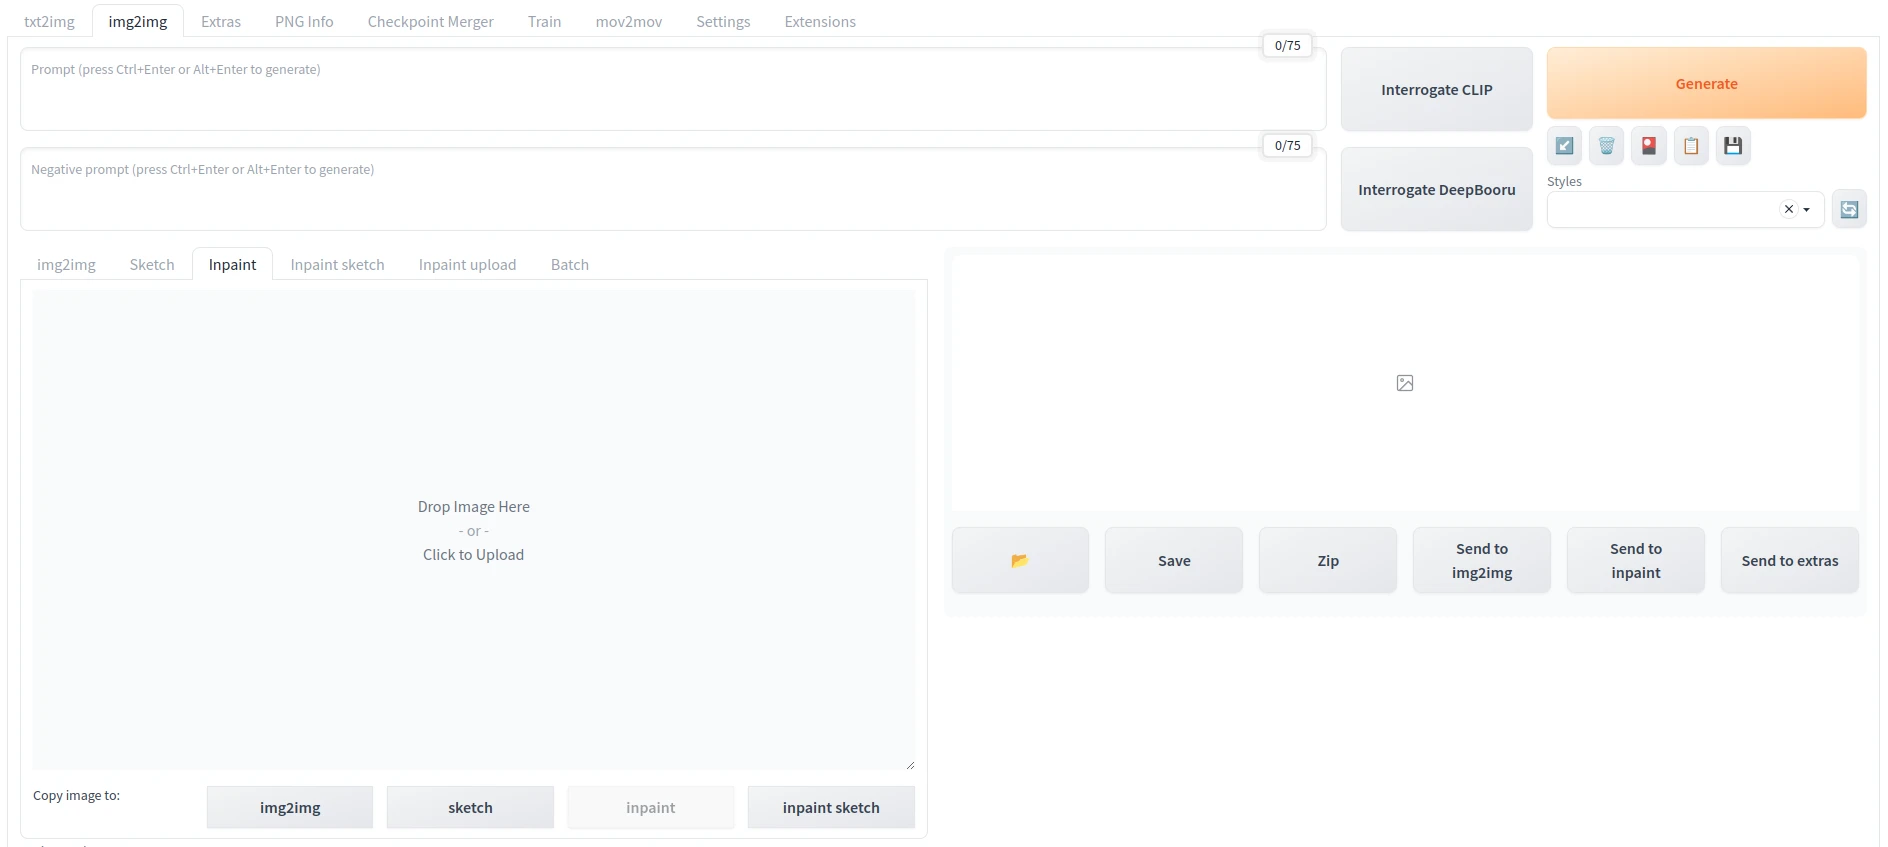 txt2img img2img Extras PNG Info Checkpoint Merger Train mov2mov Settings Extensions
0/75
Prompt (press Ctrl+Enter or Alt+Enter to generate)
Interrogate CLIP
Generate
0/75
Negative prompt (press Ctrl+Enter or Alt+Enter to generate)
Interrogate DeepBooru
Styles
img2img Sketch Inpaint Inpaint sketch Inpaint upload Batch
Drop Image Here
- or -
Click to Upload
Save
Zip
Send to
img2img
Send to
inpaint
Send to extras
Copy image to:
img2img
sketch
inpaint
inpaint sketch